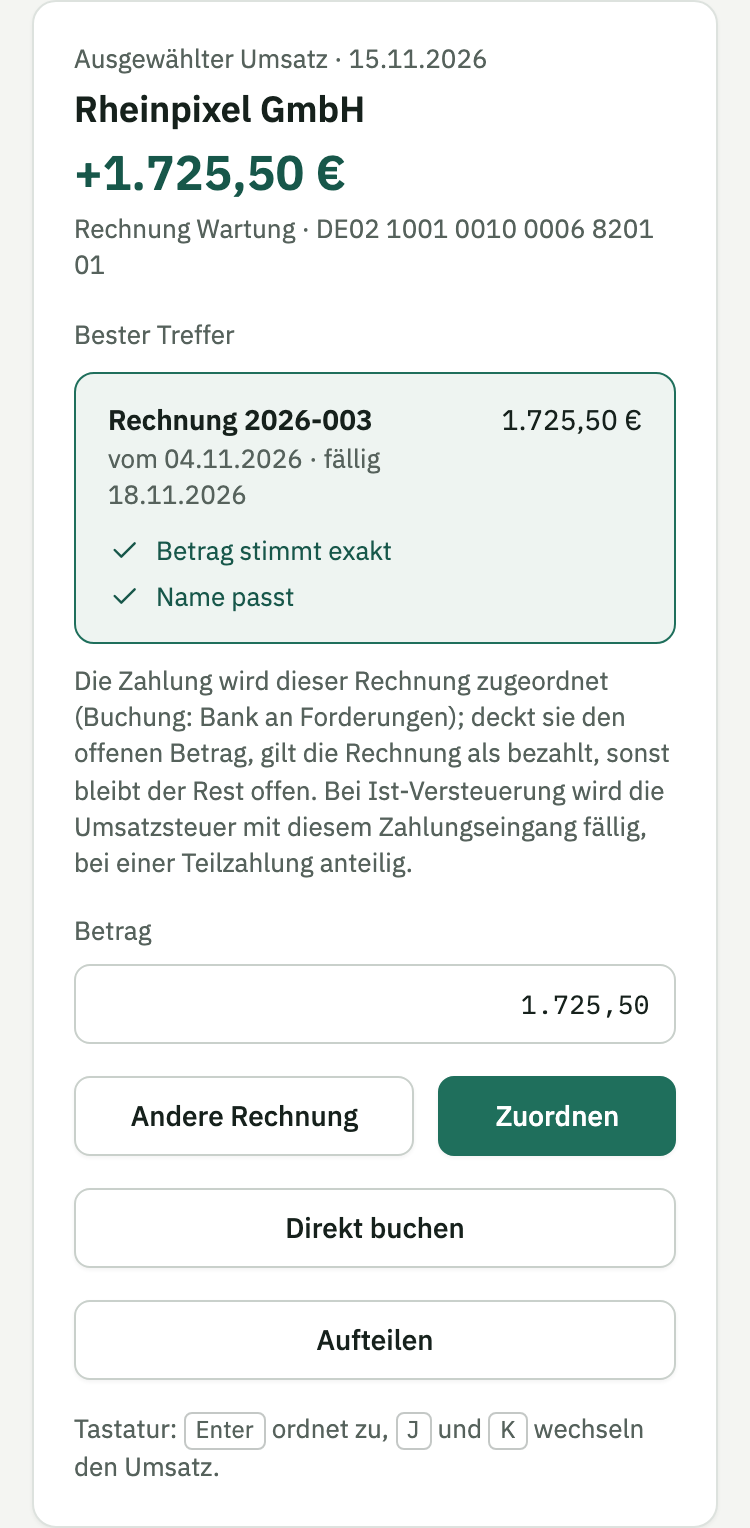 Ausgewählter Umsatz · 15.11.2026
Rheinpixel GmbH
+1.725,50 €
Rechnung Wartung · DE02 1001 0010 0006 8201
01
Bester Treffer
Rechnung 2026-003 1.725,50 €
vom 04.11.2026 · fällig
18.11.2026
Betrag stimmt exakt
Name passt
Die Zahlung wird dieser Rechnung zugeordnet
(Buchung: Bank an Forderungen); deckt sie den
offenen Betrag, gilt die Rechnung als bezahlt, sonst
bleibt der Rest offen. Bei Ist-Versteuerung wird die
Umsatzsteuer mit diesem Zahlungseingang fällig,
bei einer Teilzahlung anteilig.
Betrag
1.725,50
Andere Rechnung Zuordnen
Direkt buchen
Aufteilen
Tastatur: Enter ordnet zu, J und K wechseln
den Umsatz.